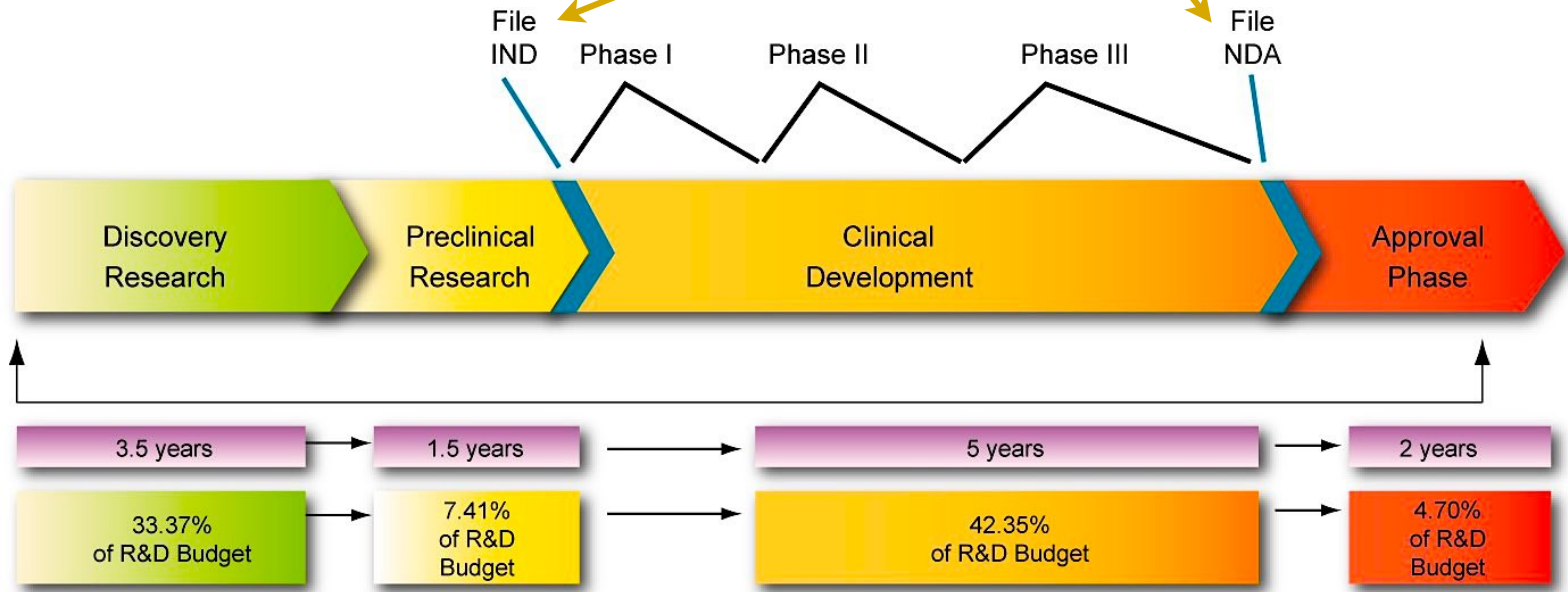 File
IND
Phase I
Phase II
Phase III
File
NDA
Discovery
Research
Preclinical
Research
Clinical
Development
Approval
Phase
3.5 years
1.5 years
5 years
2 years
33.37%
of R&D Budget
7.41%
of R&D
Budget
42.35%
of R&D Budget
4.70%
of R&D
Budget